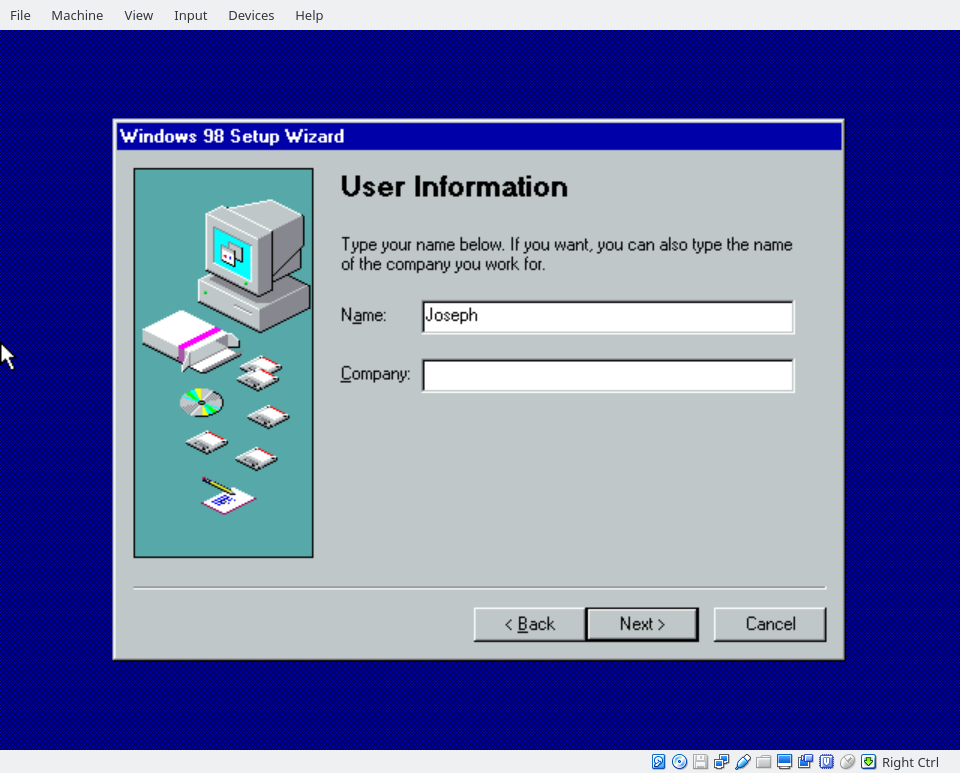 File Machine View Input Devices Help
Windows 98 Setup Wizard
User Information
Type your name below. If you want, you can also type the name
of the company you work for.
Name: Joseph
Company:
< Back Next > Cancel
Right Ctrl